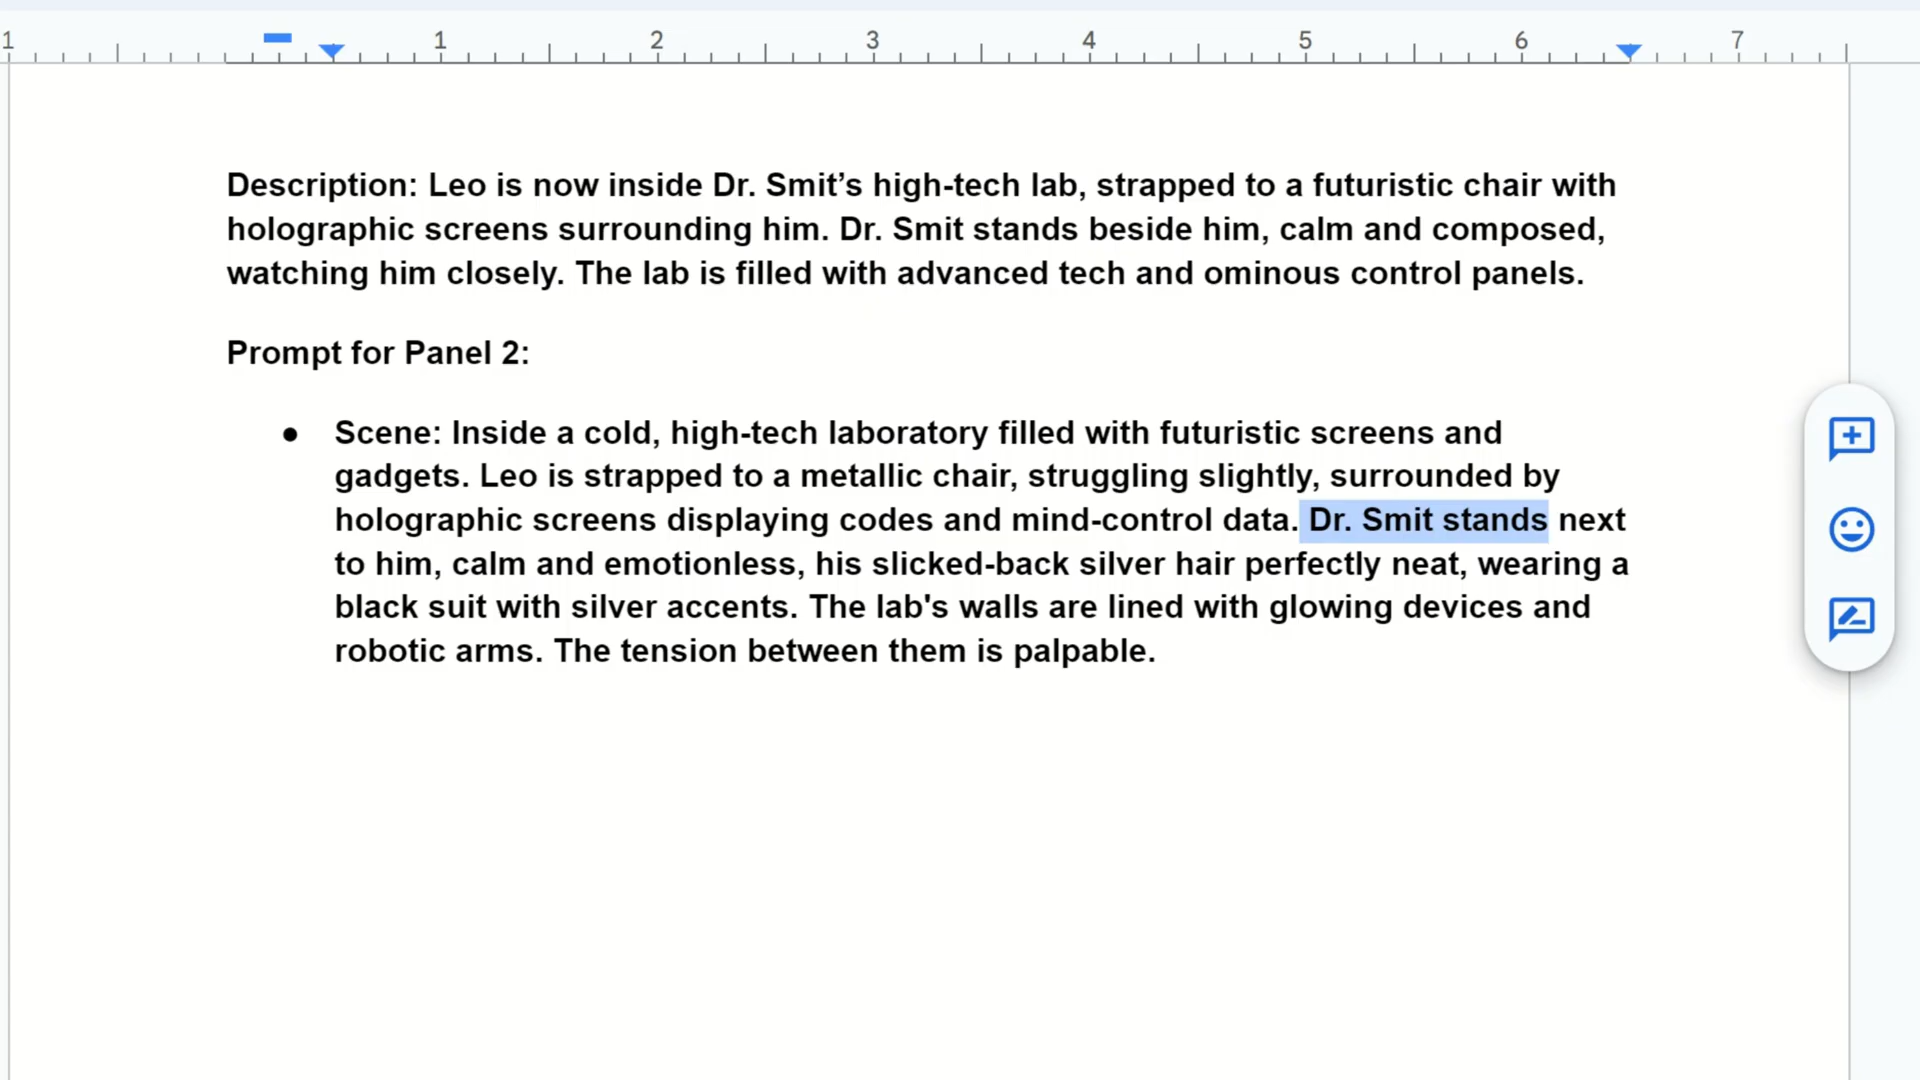 1 1 2 3 4 5 6 7
Description: Leo is now inside Dr. Smit’s high-tech lab, strapped to a futuristic chair with
holographic screens surrounding him. Dr. Smit stands beside him, calm and composed,
watching him closely. The lab is filled with advanced tech and ominous control panels.
Prompt for Panel 2:
● Scene: Inside a cold, high-tech laboratory filled with futuristic screens and
gadgets. Leo is strapped to a metallic chair, struggling slightly, surrounded by
holographic screens displaying codes and mind-control data. Dr. Smit stands next
to him, calm and emotionless, his slicked-back silver hair perfectly neat, wearing a
black suit with silver accents. The lab's walls are lined with glowing devices and
robotic arms. The tension between them is palpable.